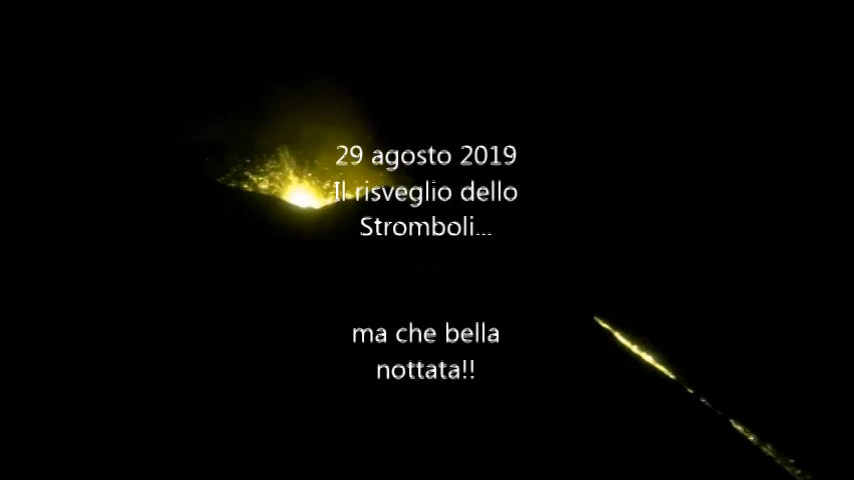 29 agosto 2019
Il risveglio dello
Stromboli...
ma che bella
nottata!!